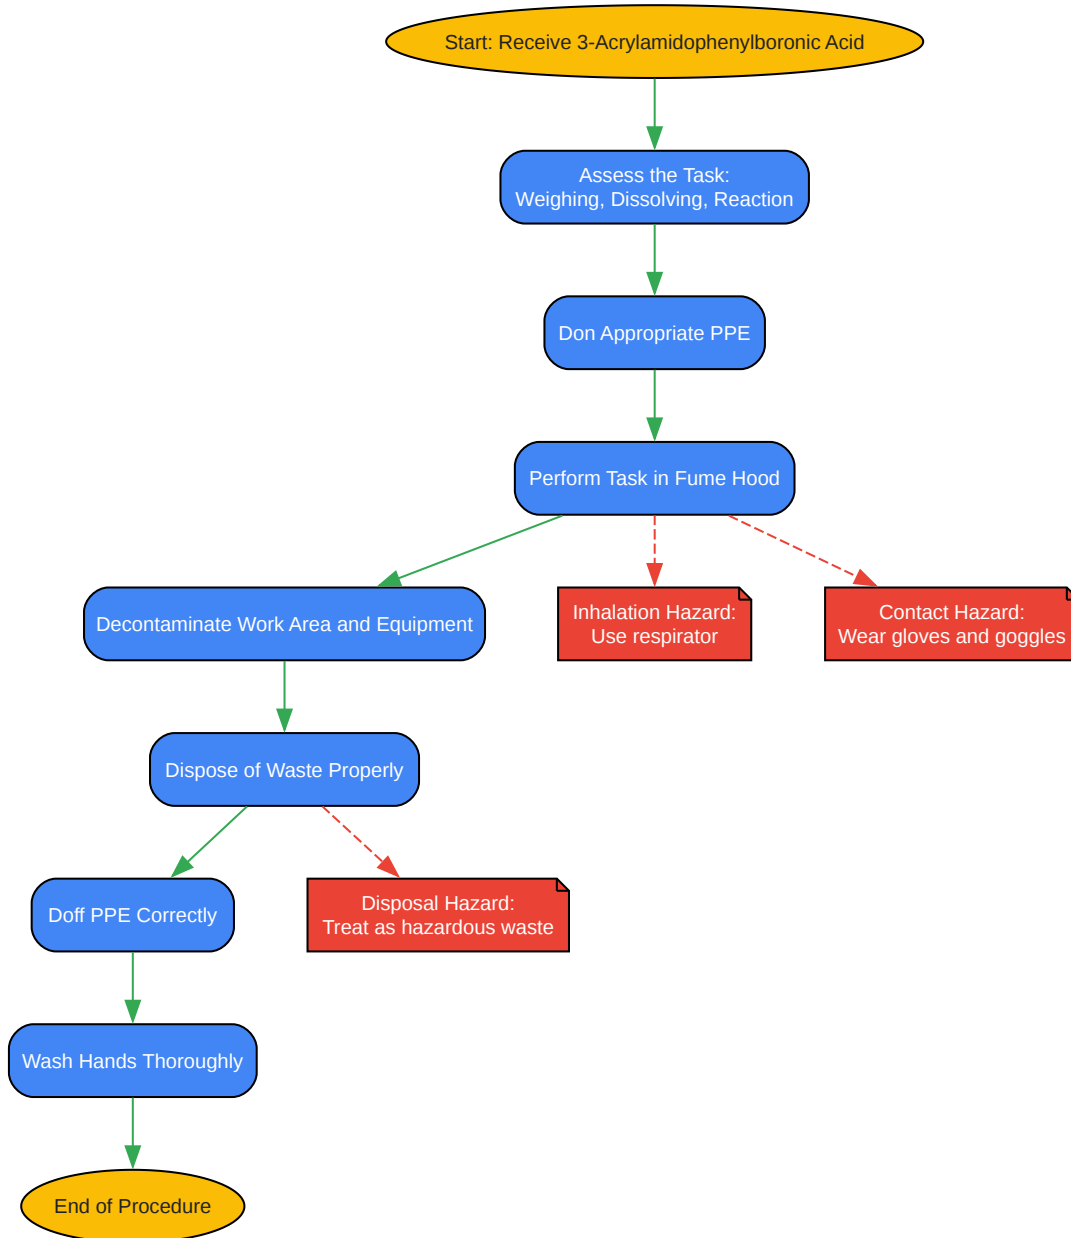 Start: Receive 3-Acrylamidophenylboronic Acid
Assess the Task:
Weighing, Dissolving, Reaction
Don Appropriate PPE
Perform Task in Fume Hood
Decontaminate Work Area and Equipment
Inhalation Hazard:
Use respirator
Contact Hazard:
Wear gloves and goggles
Dispose of Waste Properly
Doff PPE Correctly
Disposal Hazard:
Treat as hazardous waste
Wash Hands Thoroughly
End of Procedure